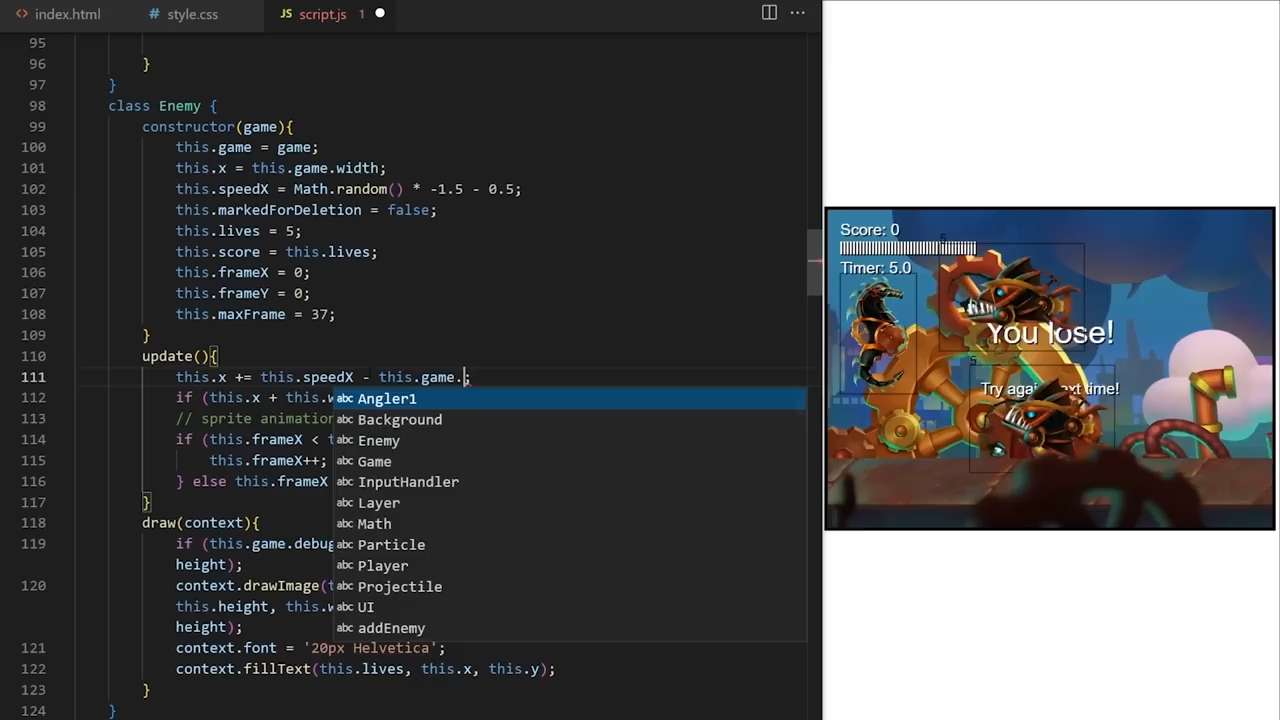 index.html
style.css
script.js 1
95
96 }
97 }
98 class Enemy {
99 constructor(game){
100 this.game = game;
101 this.x = this.game.width;
102 this.speedX = Math.random() * -1.5 - 0.5;
103 this.markedForDeletion = false;
104 this.lives = 5;
105 this.score = this.lives;
106 this.frameX = 0;
107 this.frameY = 0;
108 this.maxFrame = 37;
109 }
110 update(){
111 this.x += this.speedX - this.game.;
112 if (this.x + this.w
113 // sprite animation
114 if (this.frameX < t
115 this.frameX++;
116 } else this.frameX
117 }
118 draw(context){
119 if (this.game.debug
height);
120 context.drawImage(t
this.height, this.w
height);
121 context.font = '20px Helvetica';
122 context.fillText(this.lives, this.x, this.y);
123 }
124 }
abc Angler1
abc Background
abc Enemy
abc Game
abc InputHandler
abc Layer
abc Math
abc Particle
abc Player
abc Projectile
abc UI
abc addEnemy
Score: 0
5
Timer: 5.0
You lose!
5
Try again next time!